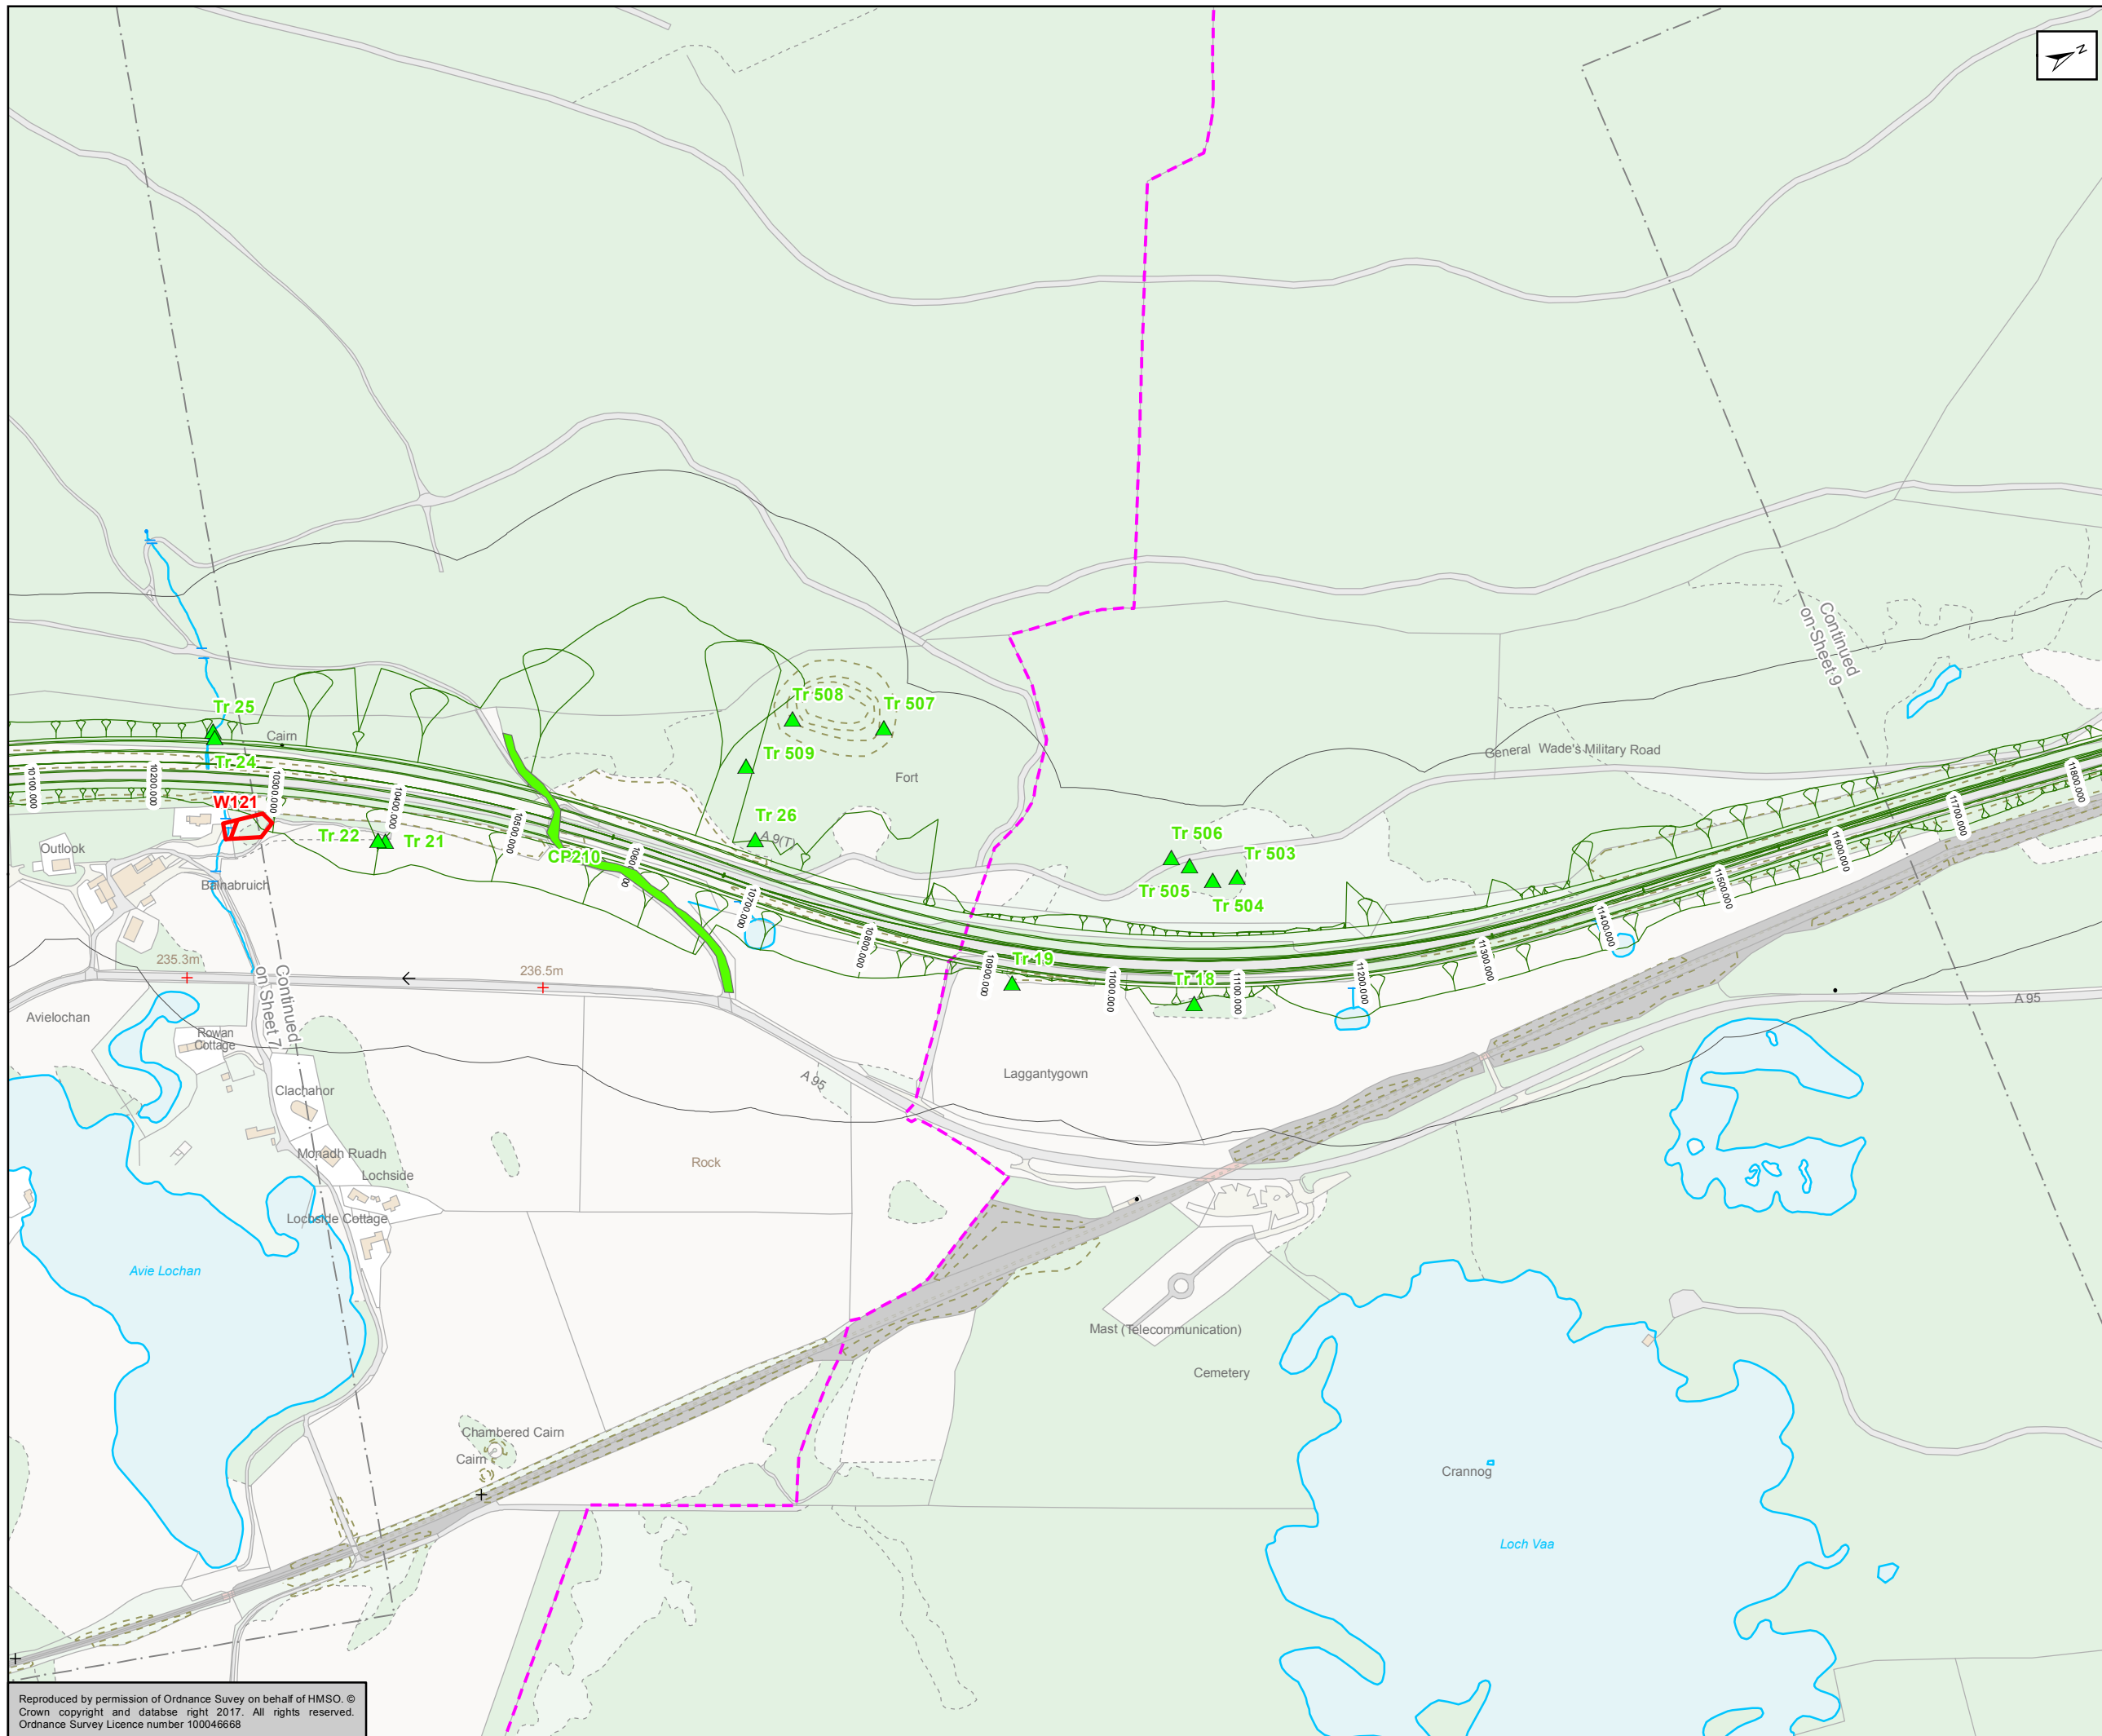 N
Continued
on Sheet 9
Tr 25
Cairn
Tr 24
Tr 508
Tr 507
Tr 509
Fort
General Wade's Military Road
10100.000
10200.000
10300.000
10400.000
10500.000
10700.000
10800.000
10900.000
11000.000
11100.000
11200.000
11300.000
11400.000
11500.000
11600.000
11700.000
11800.000
W121
Tr 22
Tr 21
Tr 26
A 9(T)
CP210
Tr 506
Tr 503
Tr 505
Tr 504
Outlook
Balnabruich
235.3m
236.5m
Tr 19
Tr 18
A 95
Avielochan
Continued
on Sheet 7
Rowan
Cottage
Clachahor
A 95
Laggantygown
Monadh Ruadh
Lochside
Rock
Lochside Cottage
Avie Lochan
Mast (Telecommunication)
Cemetery
Chambered Cairn
Cairn
Crannog
Loch Vaa
Reproduced by permission of Ordnance Suvey on behalf of HMSO. ©
Crown copyright and databse right 2017. All rights reserved.
Ordnance Survey Licence number 100046668